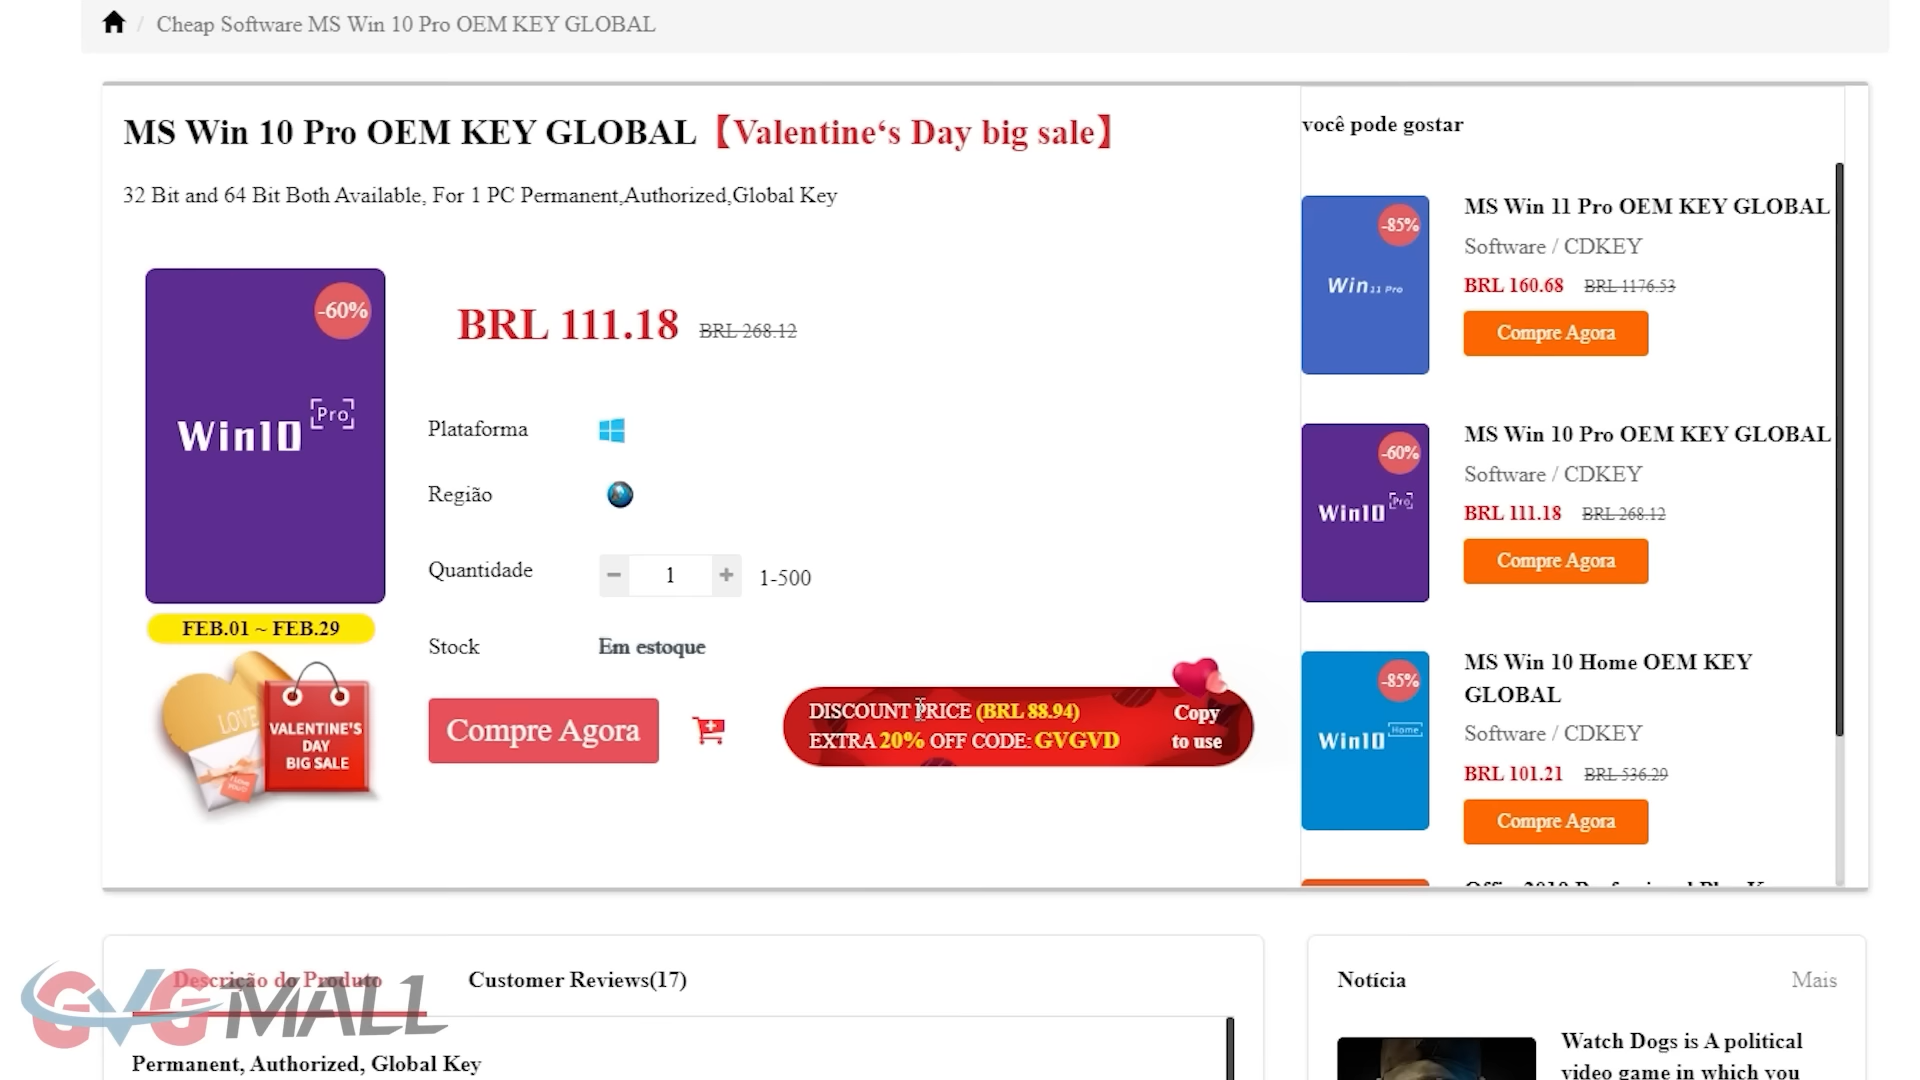 / Cheap Software MS Win 10 Pro OEM KEY GLOBAL
MS Win 10 Pro OEM KEY GLOBAL【Valentine‘s Day big sale】
32 Bit and 64 Bit Both Available, For 1 PC Permanent,Authorized,Global Key
-60%
Win10 Pro
FEB.01 ~ FEB.29
LOVE
VALENTINE'S
DAY
BIG SALE
BRL 111.18 BRL 268.12
Plataforma
Região
Quantidade − 1 + 1-500
Stock Em estoque
Compre Agora
DISCOUNT PRICE (BRL 88.94)
EXTRA 20% OFF CODE: GVGVD
Copy
to use
você pode gostar
-85%
Win 11 Pro
MS Win 11 Pro OEM KEY GLOBAL
Software / CDKEY
BRL 160.68 BRL 1176.53
Compre Agora
-60%
Win10 Pro
MS Win 10 Pro OEM KEY GLOBAL
Software / CDKEY
BRL 111.18 BRL 268.12
Compre Agora
-85%
Win10 Home
MS Win 10 Home OEM KEY
GLOBAL
Software / CDKEY
BRL 101.21 BRL 536.29
Compre Agora
Descrição do Produto
Customer Reviews(17)
GVGMALL
Permanent, Authorized, Global Key
Notícia
Mais
Watch Dogs is A political
video game in which you